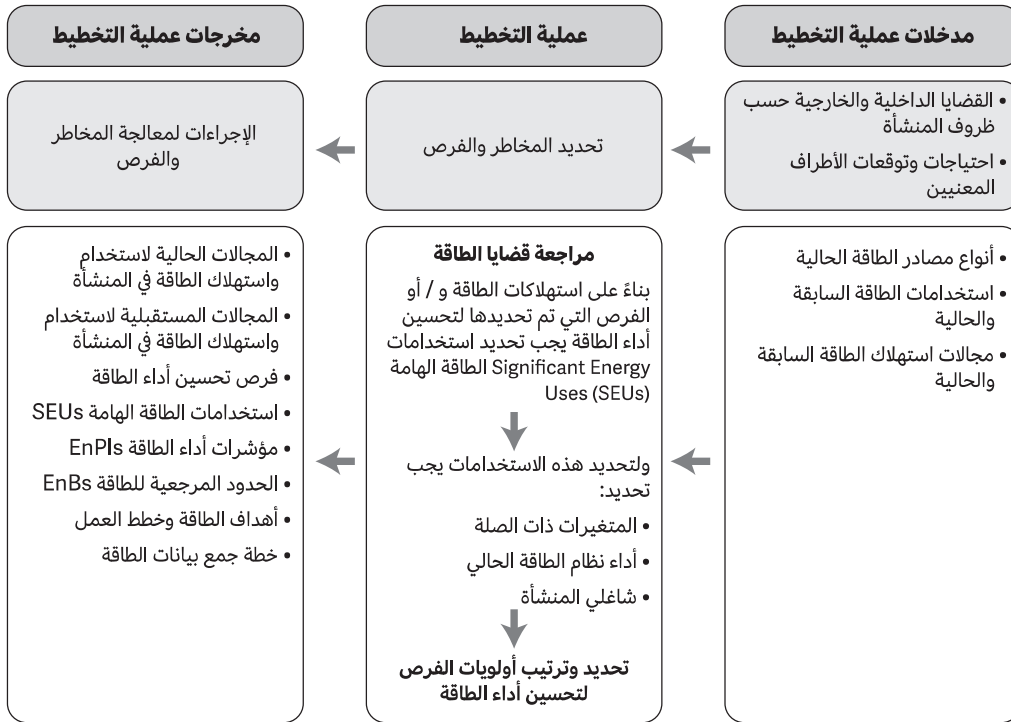 مدخلات عملية التخطيط
عملية التخطيط
مخرجات عملية التخطيط
• القضايا الداخلية والخارجية حسب
ظروف المنشأة
• احتياجات وتوقعات الأطراف
المعنيين
تحديد المخاطر والفرص
الإجراءات لمعالجة المخاطر
والفرص
• أنواع مصادر الطاقة الحالية
• استخدامات الطاقة السابقة
والحالية
• مجالات استهلاك الطاقة السابقة
والحالية
مراجعة قضايا الطاقة
بناءً على استهلاكات الطاقة و / أو
الفرص التي تم تحديدها لتحسين
أداء الطاقة يجب تحديد استخدامات
الطاقة الهامة Significant Energy
Uses (SEUs)
ولتحديد هذه الاستخدامات يجب
تحديد:
• المتغيرات ذات الصلة
• أداء نظام الطاقة الحالي
• شاغلي المنشأة
تحديد وترتيب أولويات الفرص
لتحسين أداء الطاقة
• المجالات الحالية لاستخدام
واستهلاك الطاقة في المنشأة
• المجالات المستقبلية لاستخدام
واستهلاك الطاقة في المنشأة
• فرص تحسين أداء الطاقة
• استخدامات الطاقة الهامة SEUs
• مؤشرات أداء الطاقة EnPIs
• الحدود المرجعية للطاقة EnBs
• أهداف الطاقة وخطط العمل
• خطة جمع بيانات الطاقة